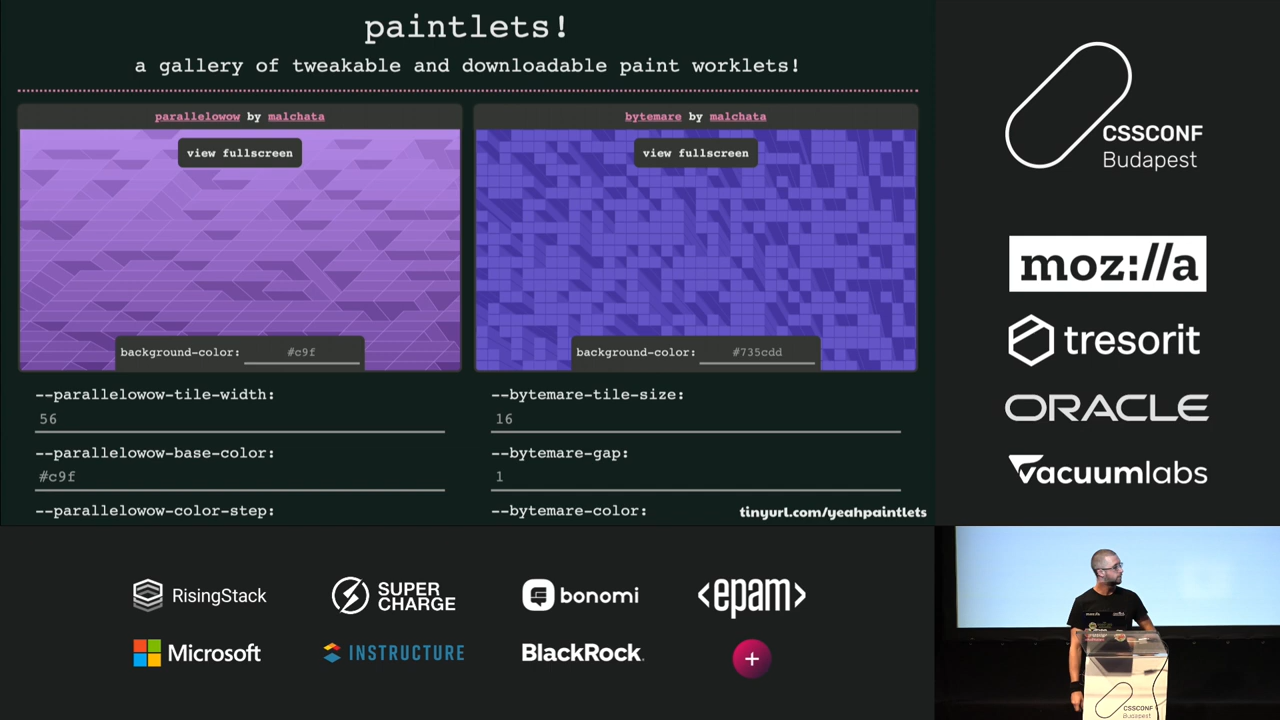 paintlets!
a gallery of tweakable and downloadable paint worklets!
parallelowow by malchata
view fullscreen
background-color: #c9f
--parallelowow-tile-width:
56
--parallelowow-base-color:
#c9f
--parallelowow-color-step:
bytemare by malchata
view fullscreen
background-color: #735cdd
--bytemare-tile-size:
16
--bytemare-gap:
1
--bytemare-color:
tinyurl.com/yeahpaintlets
CSSCONF
Budapest
moz://a
tresorit
ORACLE
vacuumlabs
RisingStack
SUPER
CHARGE
bonomi
<epam>
Microsoft
INSTRUCTURE
BlackRock.
+
CSSCONF
Budapest